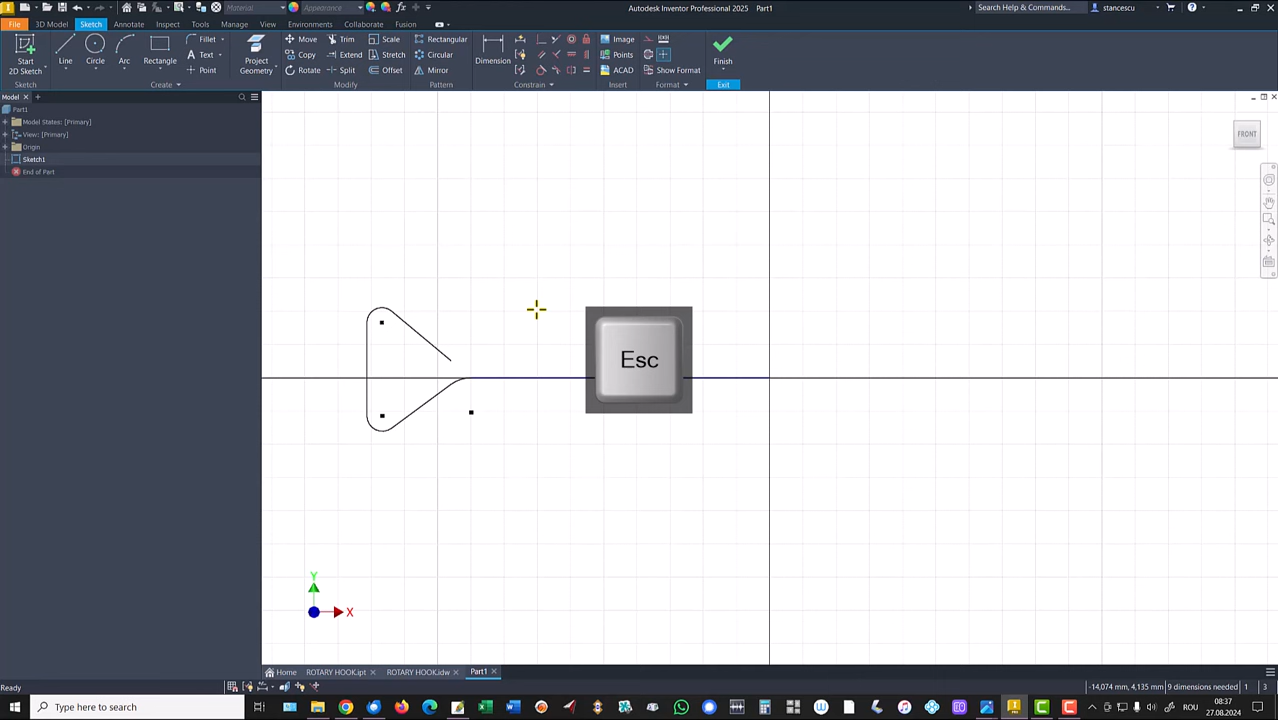 Material
Appearance
Autodesk Inventor Professional 2025 Part1
Search Help & Commands...
stancescu
File 3D Model Sketch Annotate Inspect Tools Manage View Environments Collaborate Fusion
Start
2D Sketch
Line
Circle
Arc
Rectangle
Fillet
Text
Point
Project
Geometry
Move
Copy
Rotate
Trim
Extend
Split
Scale
Stretch
Offset
Rectangular
Circular
Mirror
Dimension
Image
Points
ACAD
Show Format
Finish
Sketch Create Modify Pattern Constrain Insert Format Exit
Model
Part1
Model States: [Primary]
View: [Primary]
Origin
Sketch1
End of Part
FRONT
Esc
Y
X
Home ROTARY HOOK.ipt ROTARY HOOK.idw Part1
Ready
-14,074 mm, 4,135 mm 9 dimensions needed 1 3
Type here to search
ROU
08:37
27.08.2024